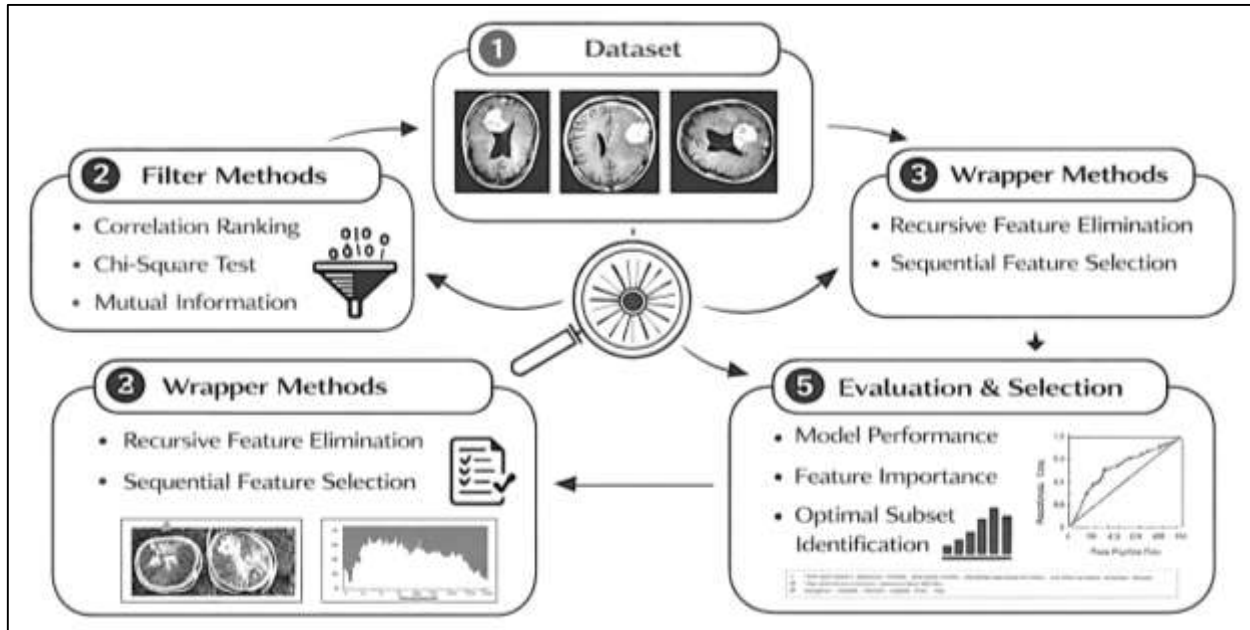 1 Dataset
2 Filter Methods
• Correlation Ranking
• Chi-Square Test
• Mutual Information
3 Wrapper Methods
• Recursive Feature Elimination
• Sequential Feature Selection
3 Wrapper Methods
• Recursive Feature Elimination
• Sequential Feature Selection
5 Evaluation & Selection
• Model Performance
• Feature Importance
• Optimal Subset
Identification